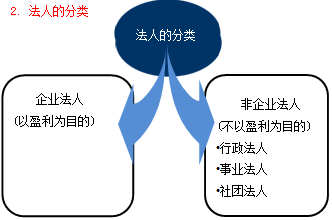 2. 法人的分类
法人的分类
企业法人
(以盈利为目的)
非企业法人
(不以盈利为目的)
•行政法人
•事业法人
•社团法人